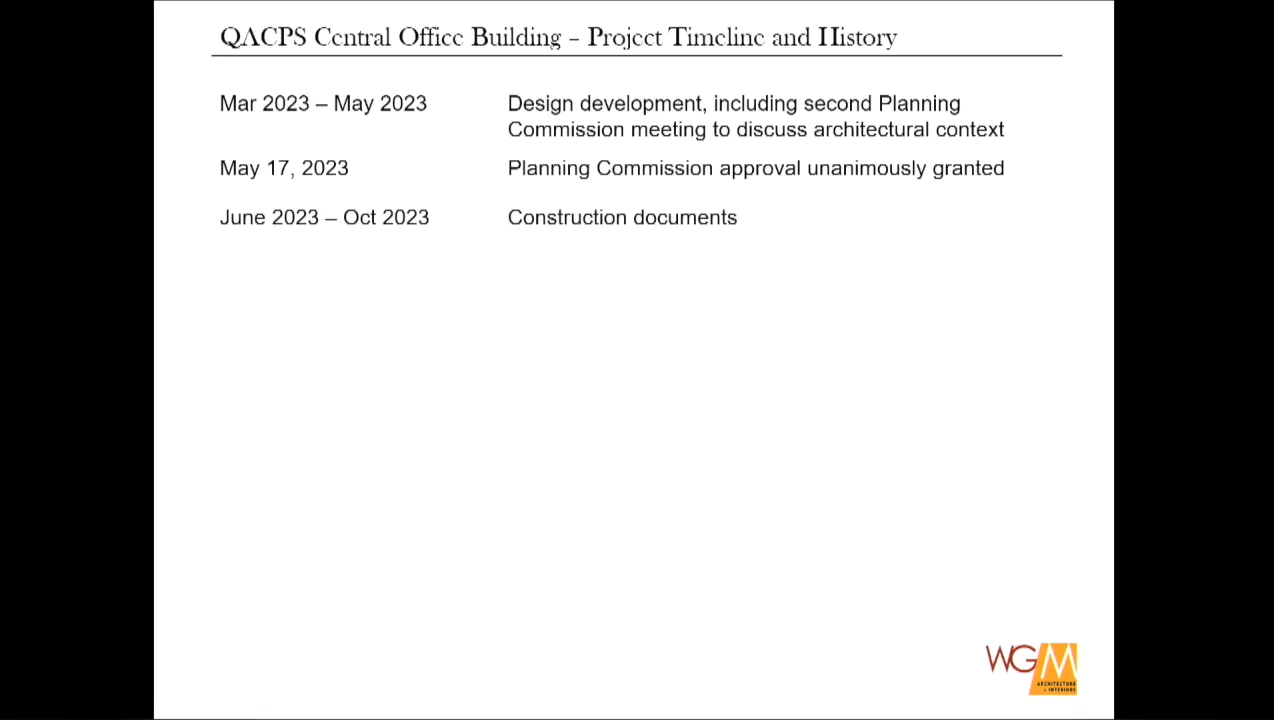 QACPS Central Office Building – Project Timeline and History
Mar 2023 – May 2023
Design development, including second Planning
Commission meeting to discuss architectural context
May 17, 2023
Planning Commission approval unanimously granted
June 2023 – Oct 2023
Construction documents
WGM
ARCHITECTURE
+ INTERIORS